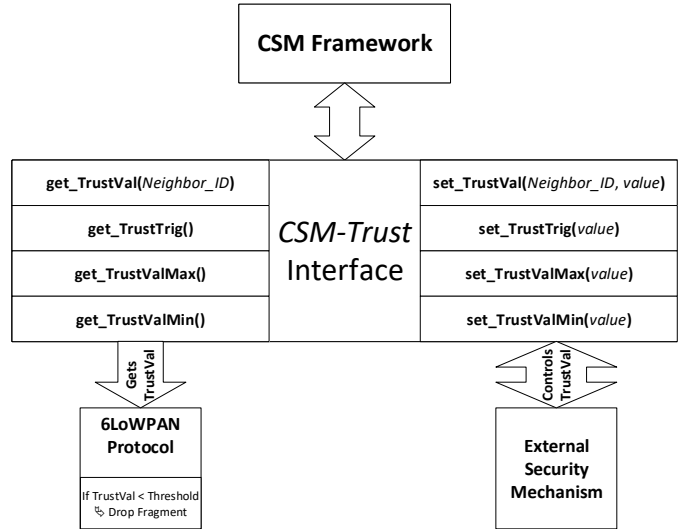 CSM Framework
get_TrustVal(Neighbor_ID)
get_TrustTrig()
get_TrustValMax()
get_TrustValMin()
CSM-Trust
Interface
set_TrustVal(Neighbor_ID, value)
set_TrustTrig(value)
set_TrustValMax(value)
set_TrustValMin(value)
Gets
TrustVal
Controls
TrustVal
6LoWPAN
Protocol
If TrustVal < Threshold
↳ Drop Fragment
External
Security
Mechanism